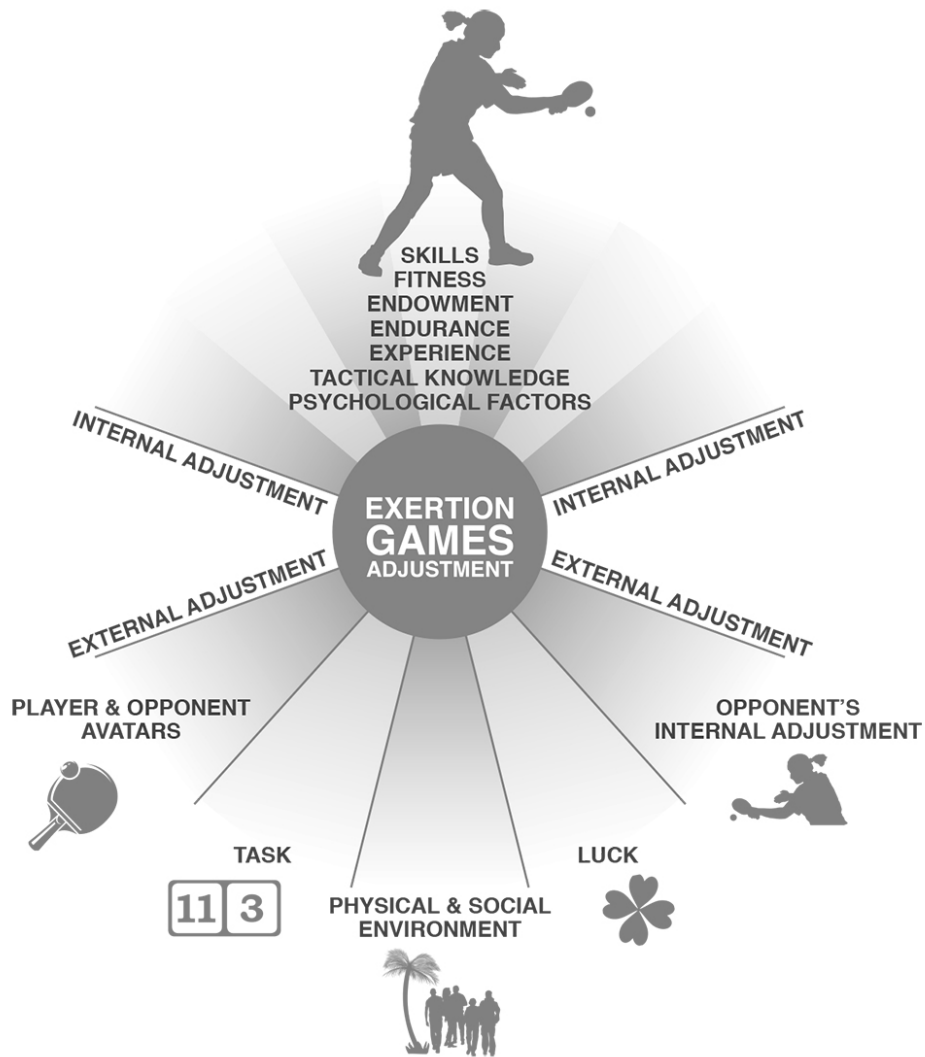 SKILLS
FITNESS
ENDOWMENT
ENDURANCE
EXPERIENCE
TACTICAL KNOWLEDGE
PSYCHOLOGICAL FACTORS
INTERNAL ADJUSTMENT
INTERNAL ADJUSTMENT
EXERTION
GAMES
ADJUSTMENT
EXTERNAL ADJUSTMENT
EXTERNAL ADJUSTMENT
PLAYER & OPPONENT
AVATARS
OPPONENT'S
INTERNAL ADJUSTMENT
TASK
11 3
LUCK
PHYSICAL & SOCIAL
ENVIRONMENT